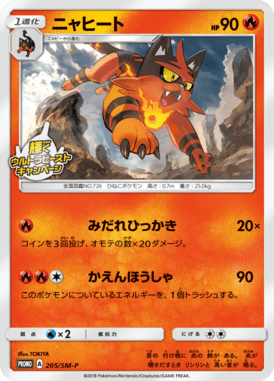 1進化 ニャヒート HP 90
ニャビーから進化
輝く
ウルトラビースト
キャンペーン
全国図鑑NO.726 ひねこポケモン 高さ:0.7m 重さ:25.0kg
みだれひっかき 20×
コインを3回投げ、オモテの数×20ダメージ。
かえんほうしゃ 90
このポケモンについているエネルギーを、1個トラッシュする。
弱点 ×2 抵抗力 にげる
illus.TOKIYA
PROMO A 205/SM-P
©2018 Pokémon/Nintendo/Creatures/GAME FREAK.